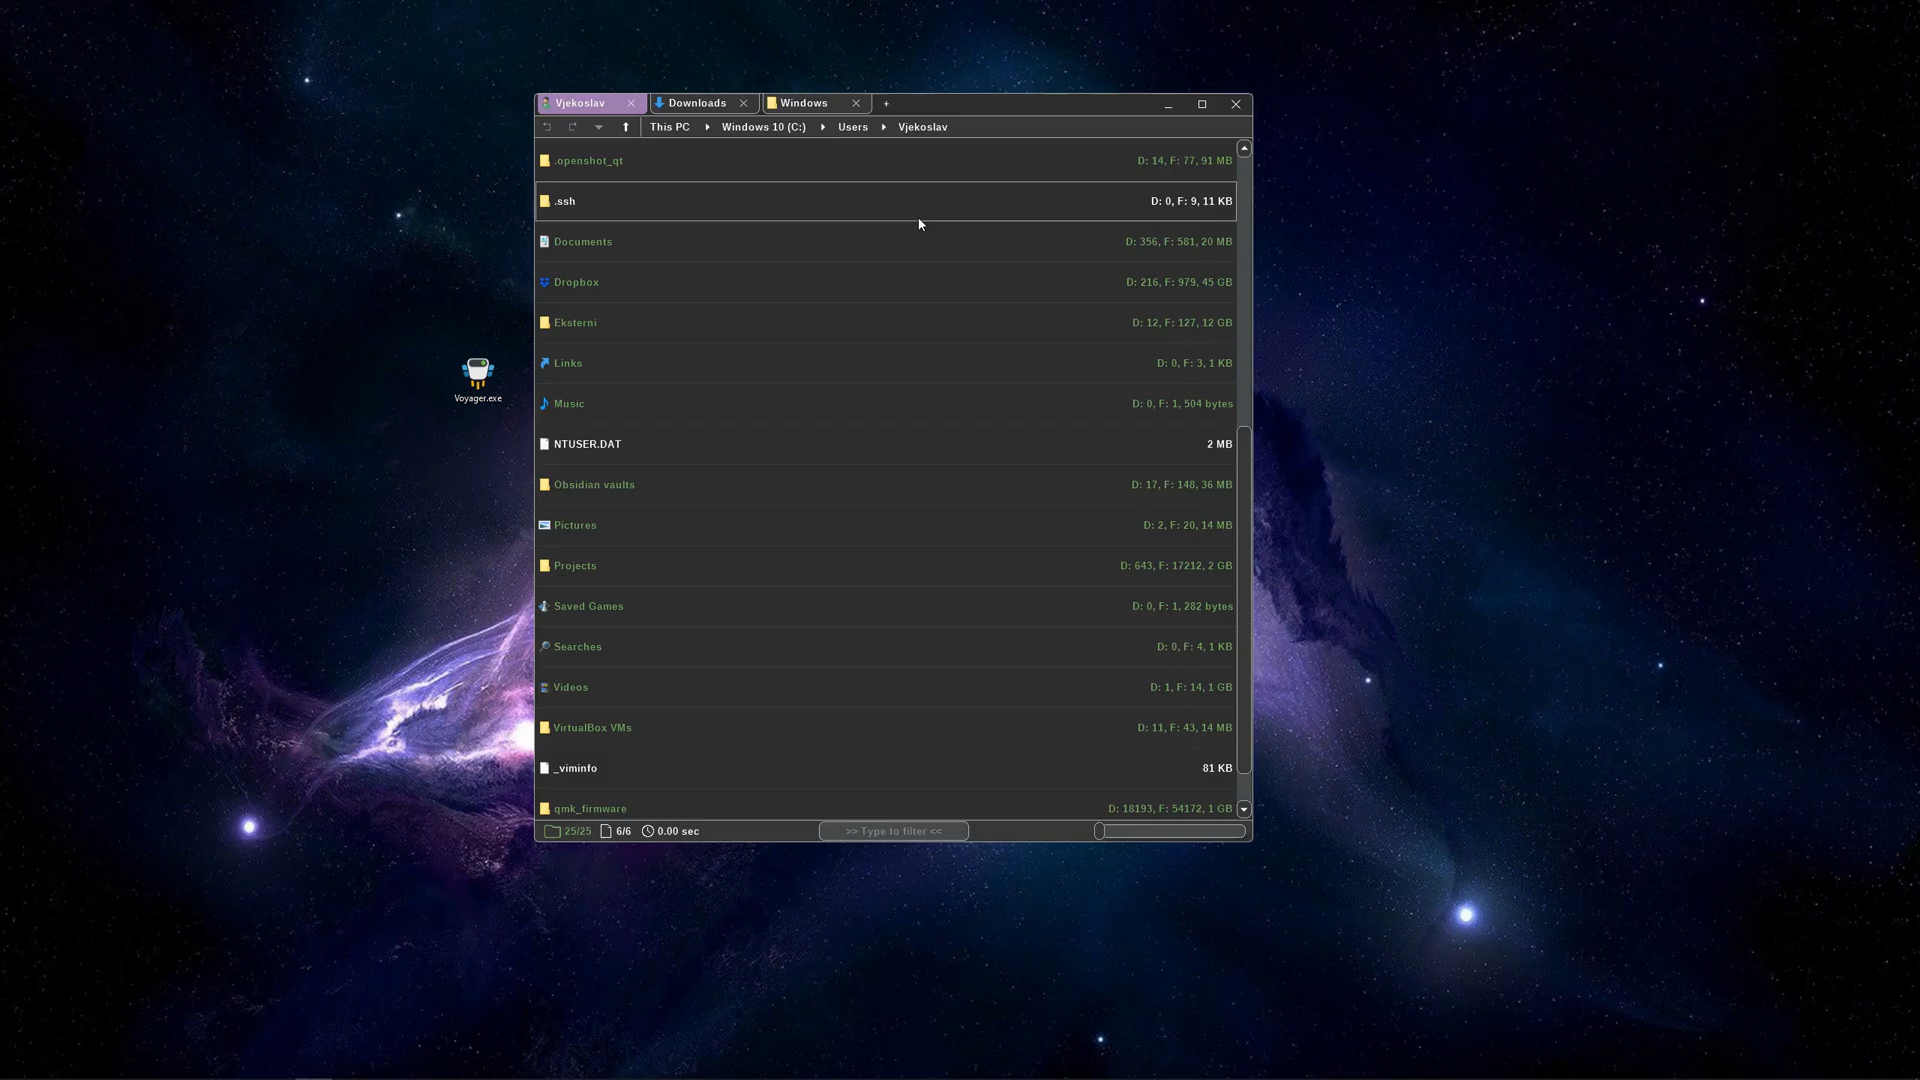 Vjekoslav
Downloads
Windows
+
This PC Windows 10 (C:) Users Vjekoslav
.openshot_qt D: 14, F: 77, 91 MB
.ssh D: 0, F: 9, 11 KB
Documents D: 356, F: 581, 20 MB
Dropbox D: 216, F: 979, 45 GB
Eksterni D: 12, F: 127, 12 GB
Links D: 0, F: 3, 1 KB
Voyager.exe
Music D: 0, F: 1, 504 bytes
NTUSER.DAT 2 MB
Obsidian vaults D: 17, F: 148, 36 MB
Pictures D: 2, F: 20, 14 MB
Projects D: 643, F: 17212, 2 GB
Saved Games D: 0, F: 1, 282 bytes
Searches D: 0, F: 4, 1 KB
Videos D: 1, F: 14, 1 GB
VirtualBox VMs D: 11, F: 43, 14 MB
_viminfo 81 KB
qmk_firmware D: 18193, F: 54172, 1 GB
25/25 6/6 0.00 sec >> Type to filter <<